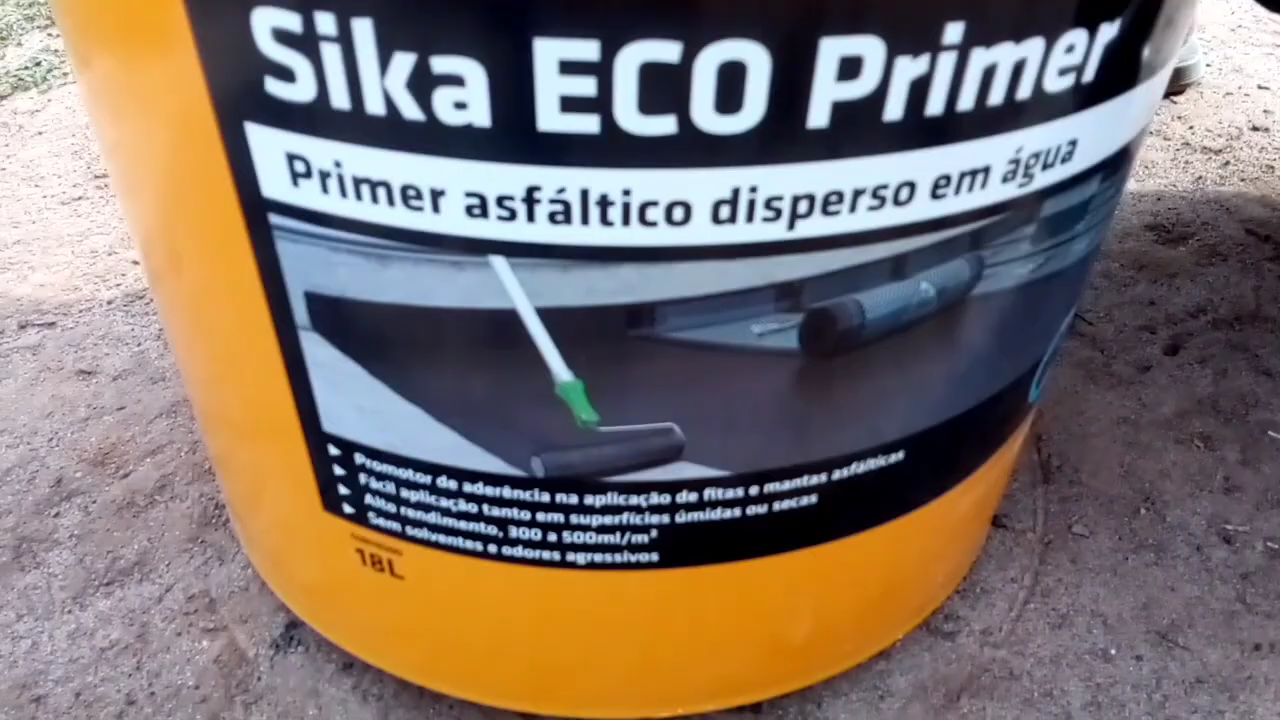 Sika ECO Primer
Primer asfáltico disperso em água
Promotor de aderência na aplicação de fitas e mantas asfálticas
Fácil aplicação tanto em superfícies úmidas ou secas
Alto rendimento, 300 a 500ml/m²
Sem solventes e odores agressivos
18L